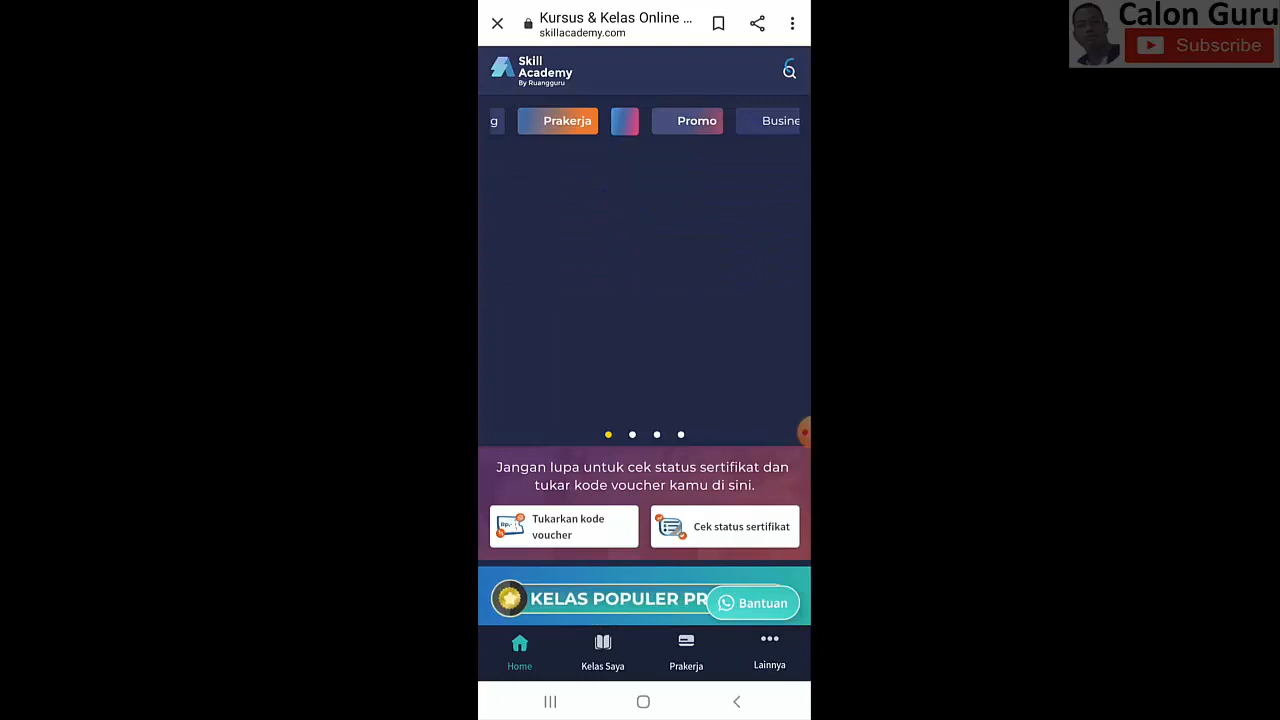 Kursus & Kelas Online ...
skillacademy.com
Calon Guru
Subscribe
Skill
Academy
By Ruangguru
g
Prakerja
Promo
Busine
Jangan lupa untuk cek status sertifikat dan
tukar kode voucher kamu di sini.
Rp.
Tukarkan kode
voucher
Cek status sertifikat
KELAS POPULER PR
Bantuan
Home
Kelas Saya
Prakerja
Lainnya